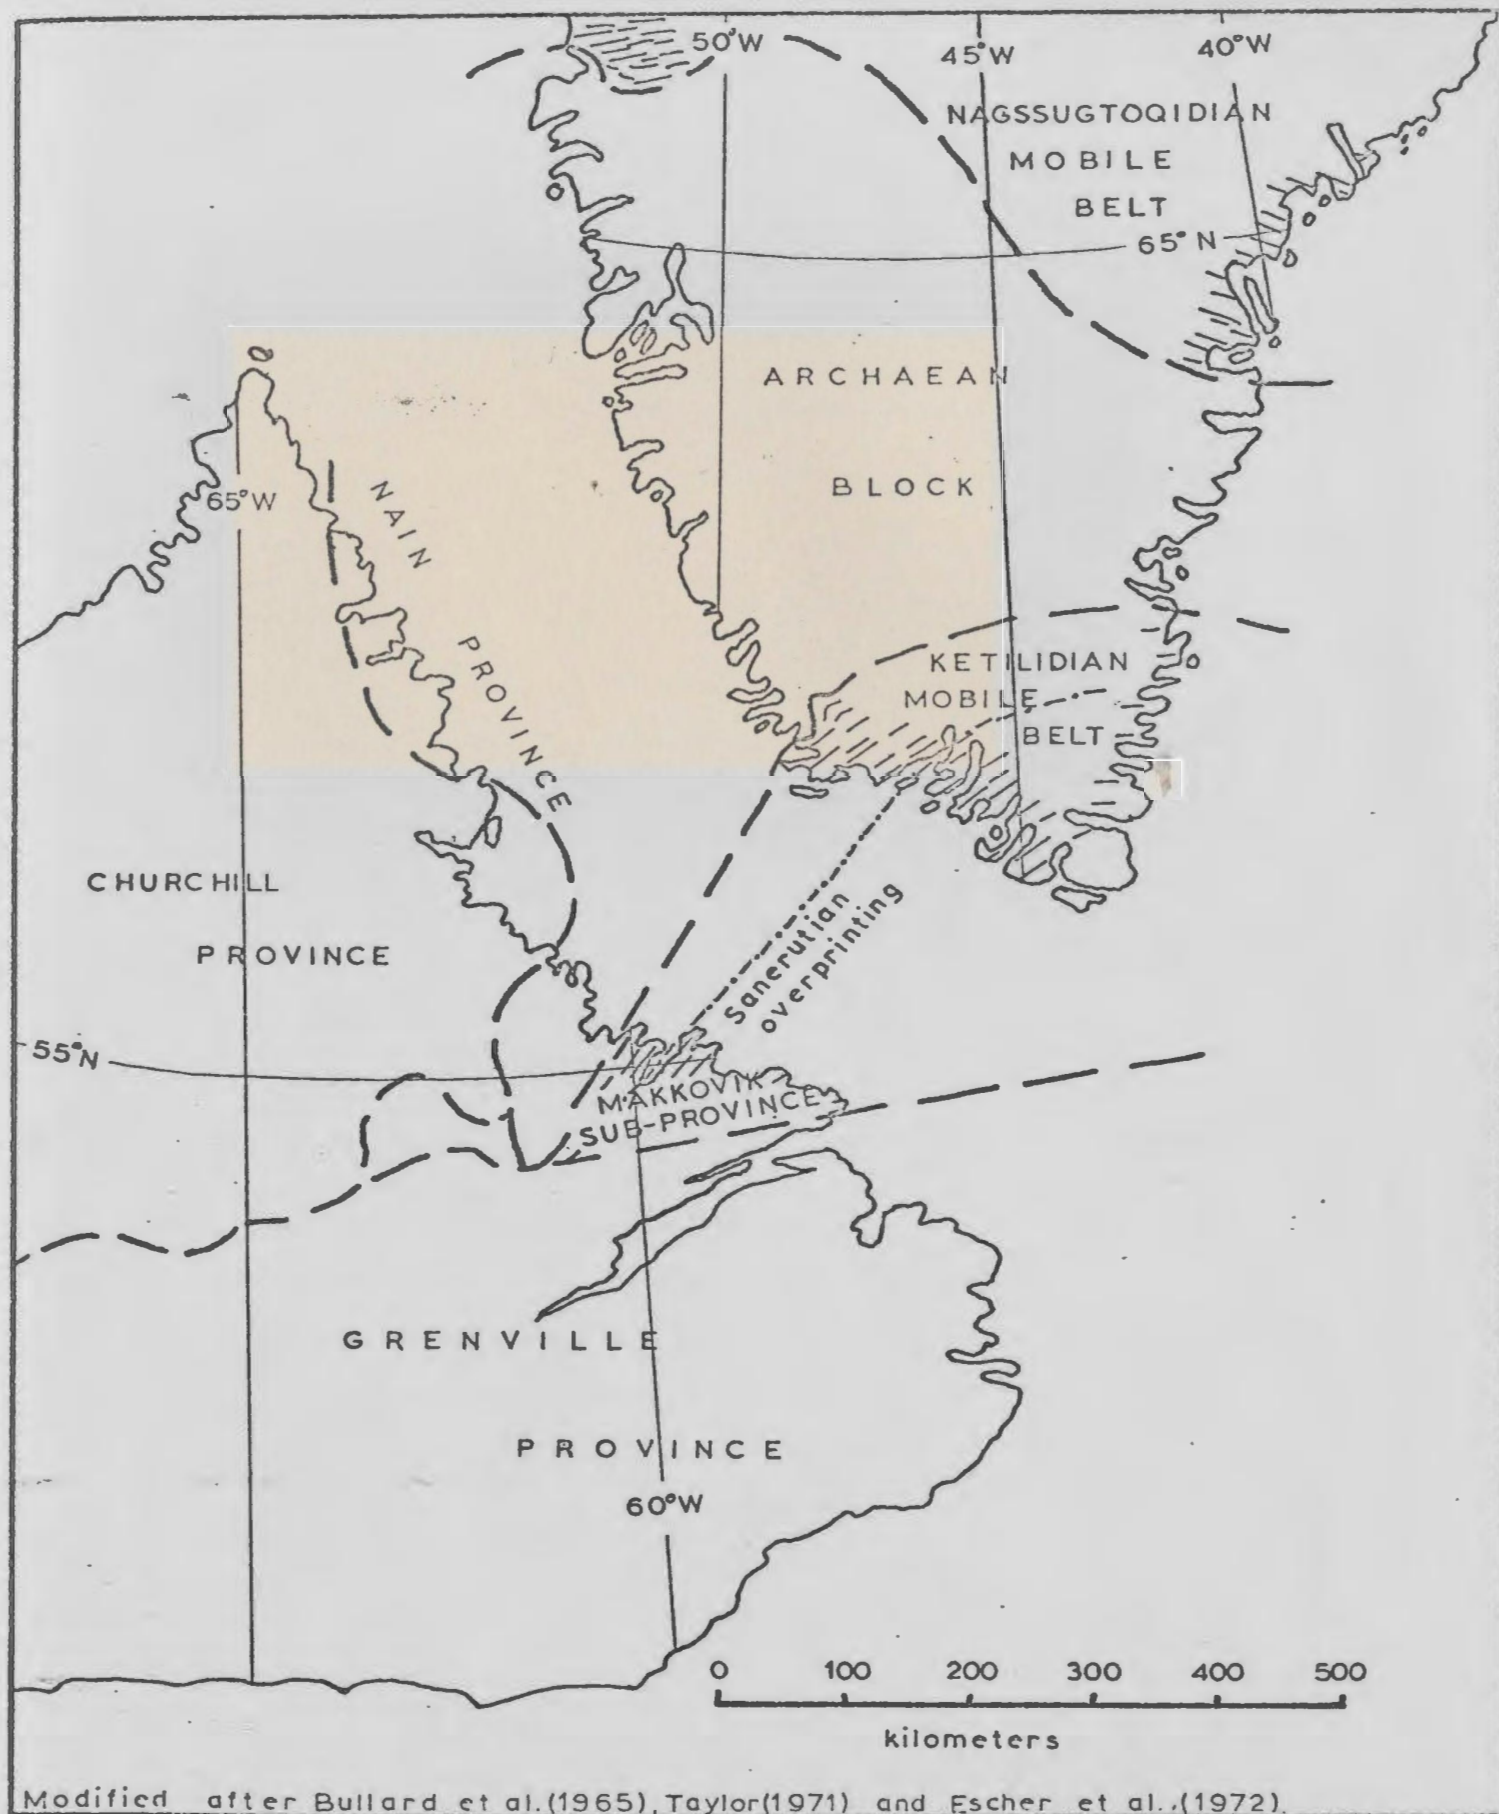 50°W
45°W
40°W
NAGSSUGTOQIDIAN
MOBILE
BELT
65°N
ARCHAEAN
BLOCK
65°W
NAIN
PROVINCE
KETILIDIAN
MOBILE
BELT
CHURCHILL
PROVINCE
Sanerutian
overprinting
55°N
MAKKOVIK
SUB-PROVINCE
GRENVILLE
PROVINCE
60°W
0 100 200 300 400 500
kilometers
Modified after Bullard et al.(1965), Taylor(1971) and Escher et al..(1972).